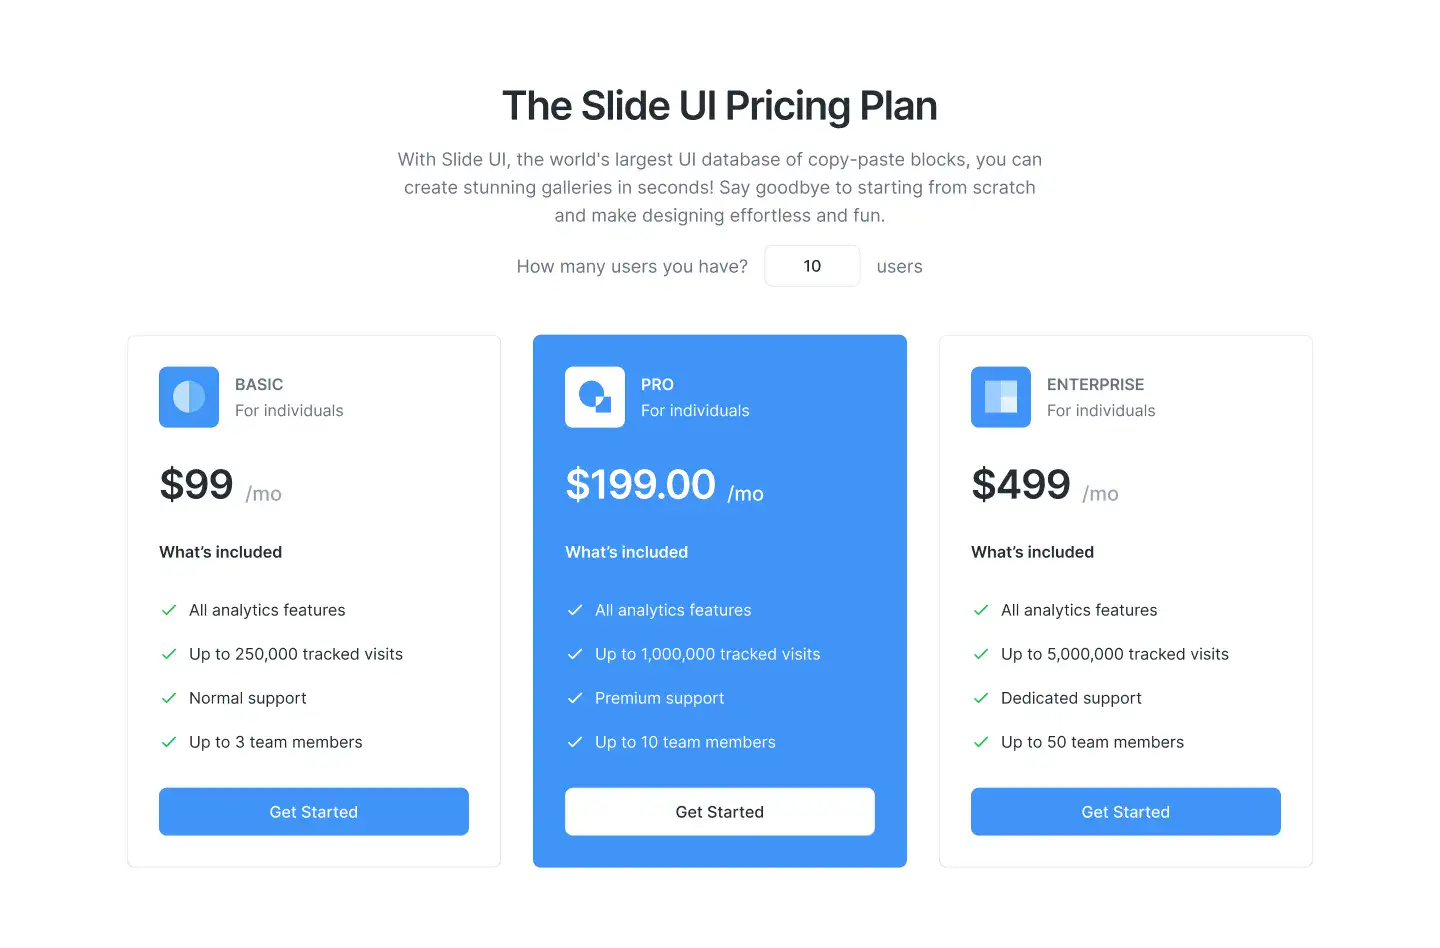 The Slide UI Pricing Plan
With Slide UI, the world's largest UI database of copy-paste blocks, you can
create stunning galleries in seconds! Say goodbye to starting from scratch
and make designing effortless and fun.
How many users you have? 10 users
BASIC
For individuals
$99 /mo
What’s included
All analytics features
Up to 250,000 tracked visits
Normal support
Up to 3 team members
Get Started
PRO
For individuals
$199.00 /mo
What’s included
All analytics features
Up to 1,000,000 tracked visits
Premium support
Up to 10 team members
Get Started
ENTERPRISE
For individuals
$499 /mo
What’s included
All analytics features
Up to 5,000,000 tracked visits
Dedicated support
Up to 50 team members
Get Started